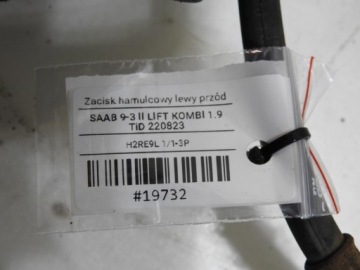 Zacisk hamulcowy lewy przód
SAAB 9-3 II LIFT KOMBI 1.9
TiD 220823
H2RE9L 1/1-3P
#19732